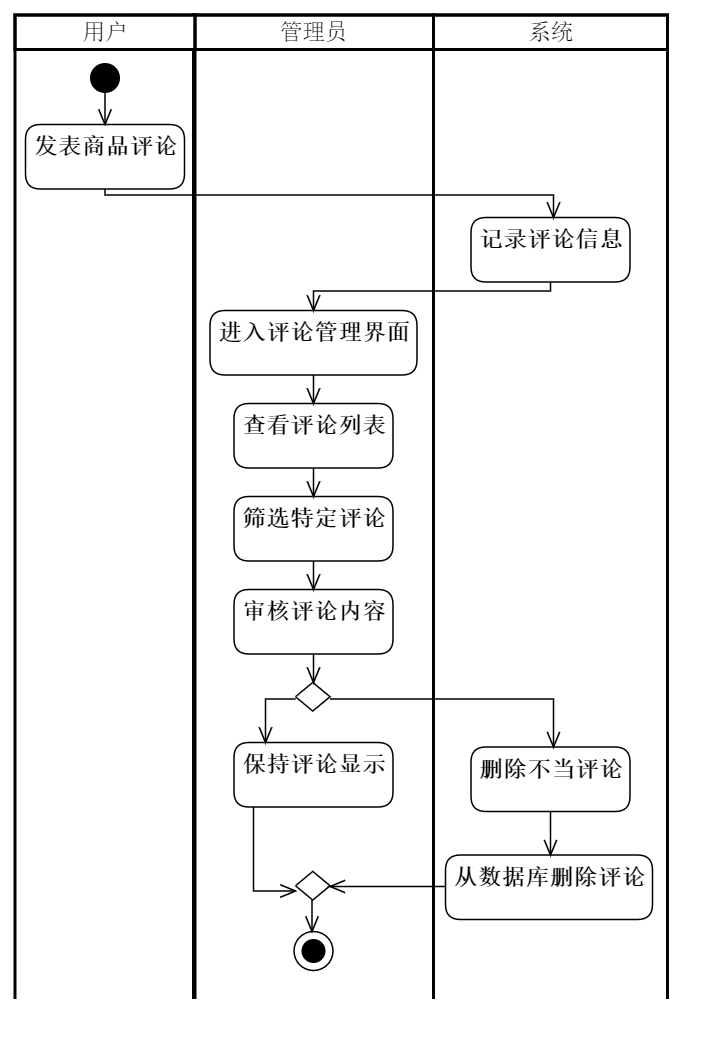 用户
管理员
系统
发表商品评论
记录评论信息
进入评论管理界面
查看评论列表
筛选特定评论
审核评论内容
保持评论显示
删除不当评论
从数据库删除评论